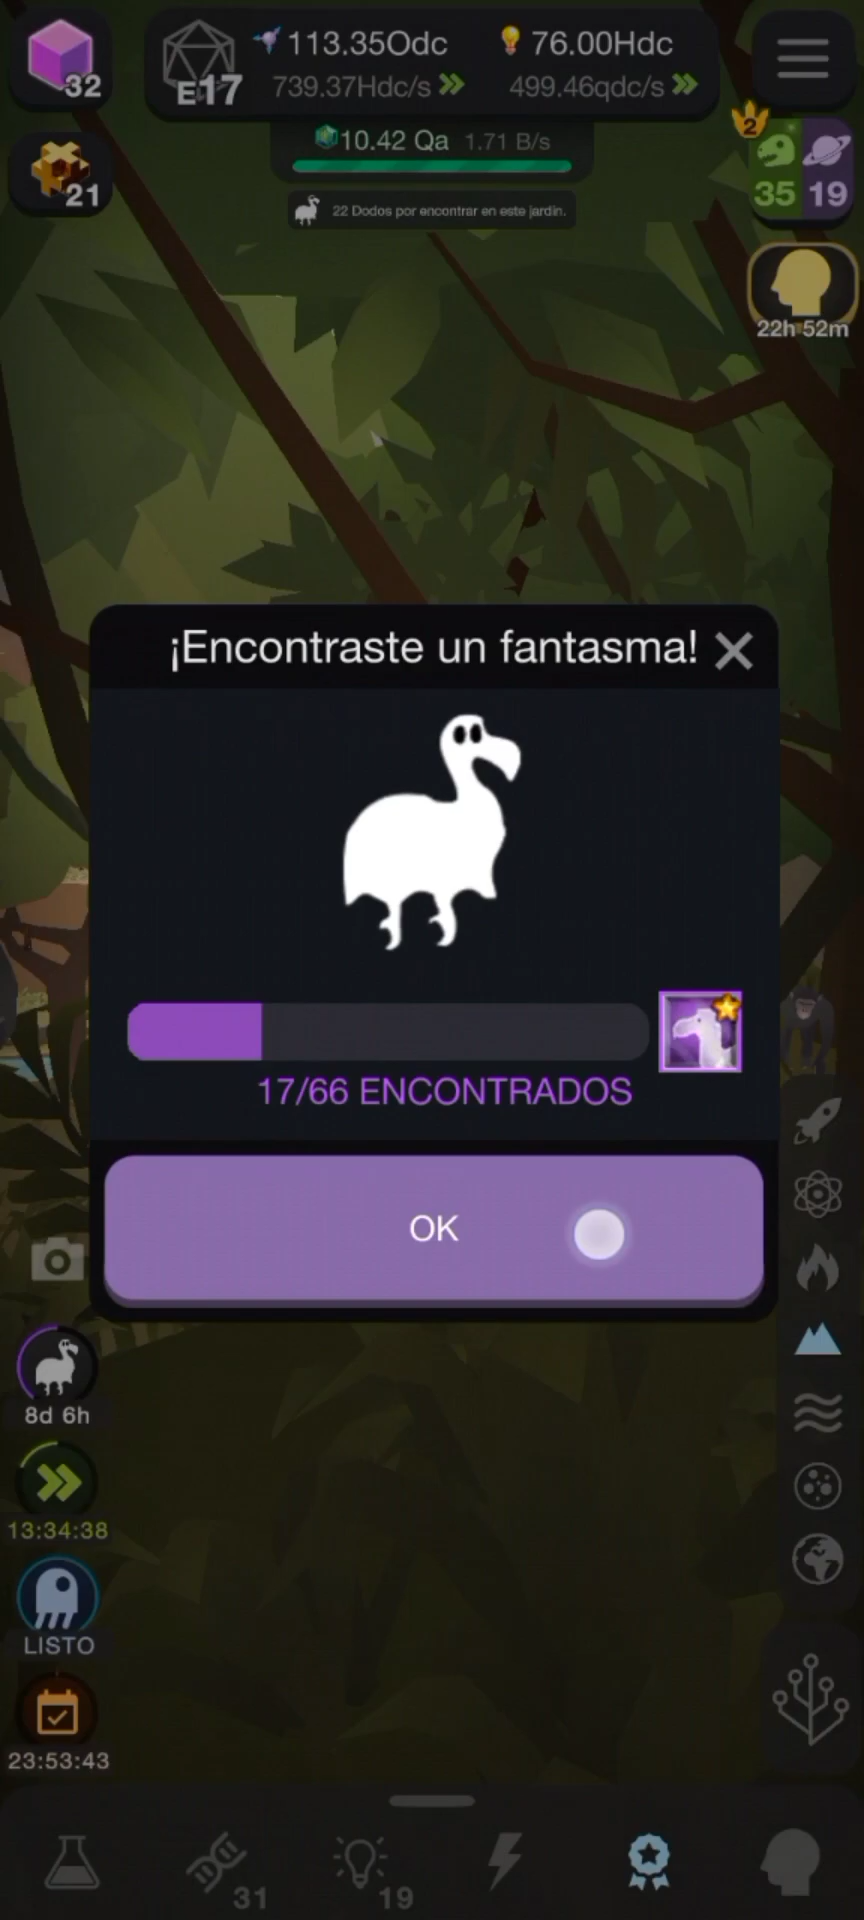 32
E17
113.35Odc
76.00Hdc
739.37Hdc/s
499.46qdc/s
10.42 Qa 1.71 B/s
2
21
35 19
22 Dodos por encontrar en este jardín.
22h 52m
¡Encontraste un fantasma!
17/66 ENCONTRADOS
OK
8d 6h
13:34:38
LISTO
23:53:43
31
19